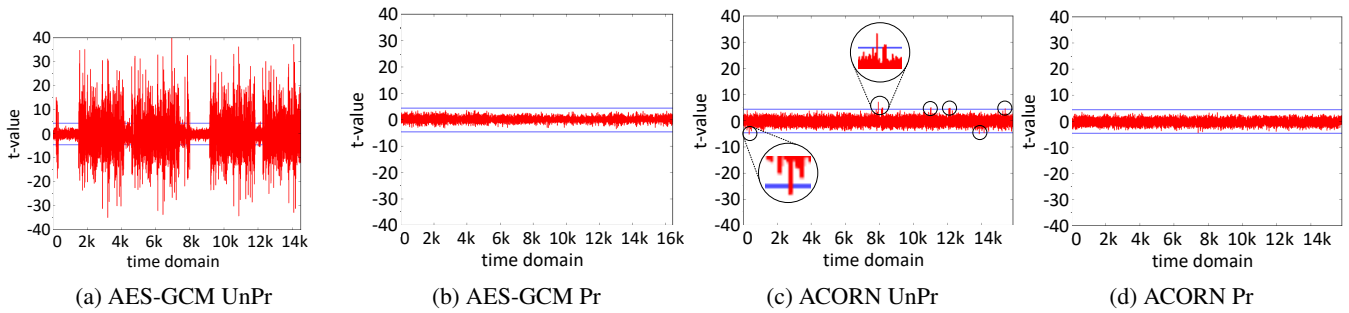 40
30
20
10
0
-10
-20
-30
-40
t-value
0 2k 4k 6k 8k 10k 12k 14k
time domain
(a) AES-GCM UnPr
40
30
20
10
0
-10
-20
-30
-40
t-value
0 2k 4k 6k 8k 10k 12k 14k 16k
time domain
(b) AES-GCM Pr
40
30
20
10
0
-10
-20
-30
-40
t-value
0 2k 4k 6k 8k 10k 12k 14k
time domain
(c) ACORN UnPr
40
30
20
10
0
-10
-20
-30
-40
t-value
0 2k 4k 6k 8k 10k 12k 14k
time domain
(d) ACORN Pr